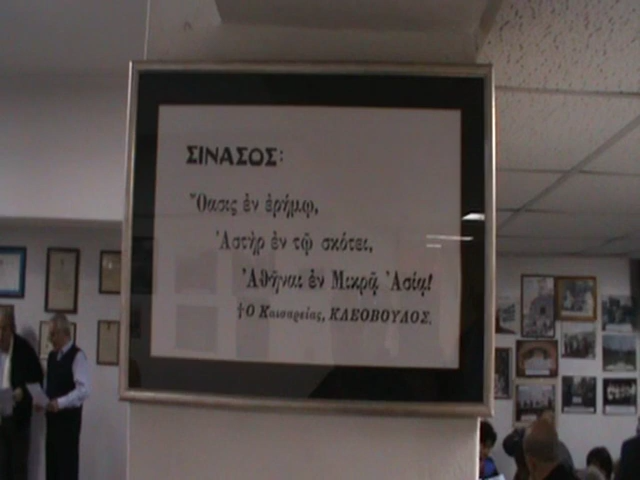 ΣΙΝΑΣΟΣ:
Ὄασις ἐν ἐρήμῳ,
Ἀστὴρ ἐν τῷ σκότει,
Ἀθῆναι ἐν Μικρᾷ Ἀσίᾳ!
†Ὁ Καισαρείας, ΚΛΕΟΒΟΥΛΟΣ.